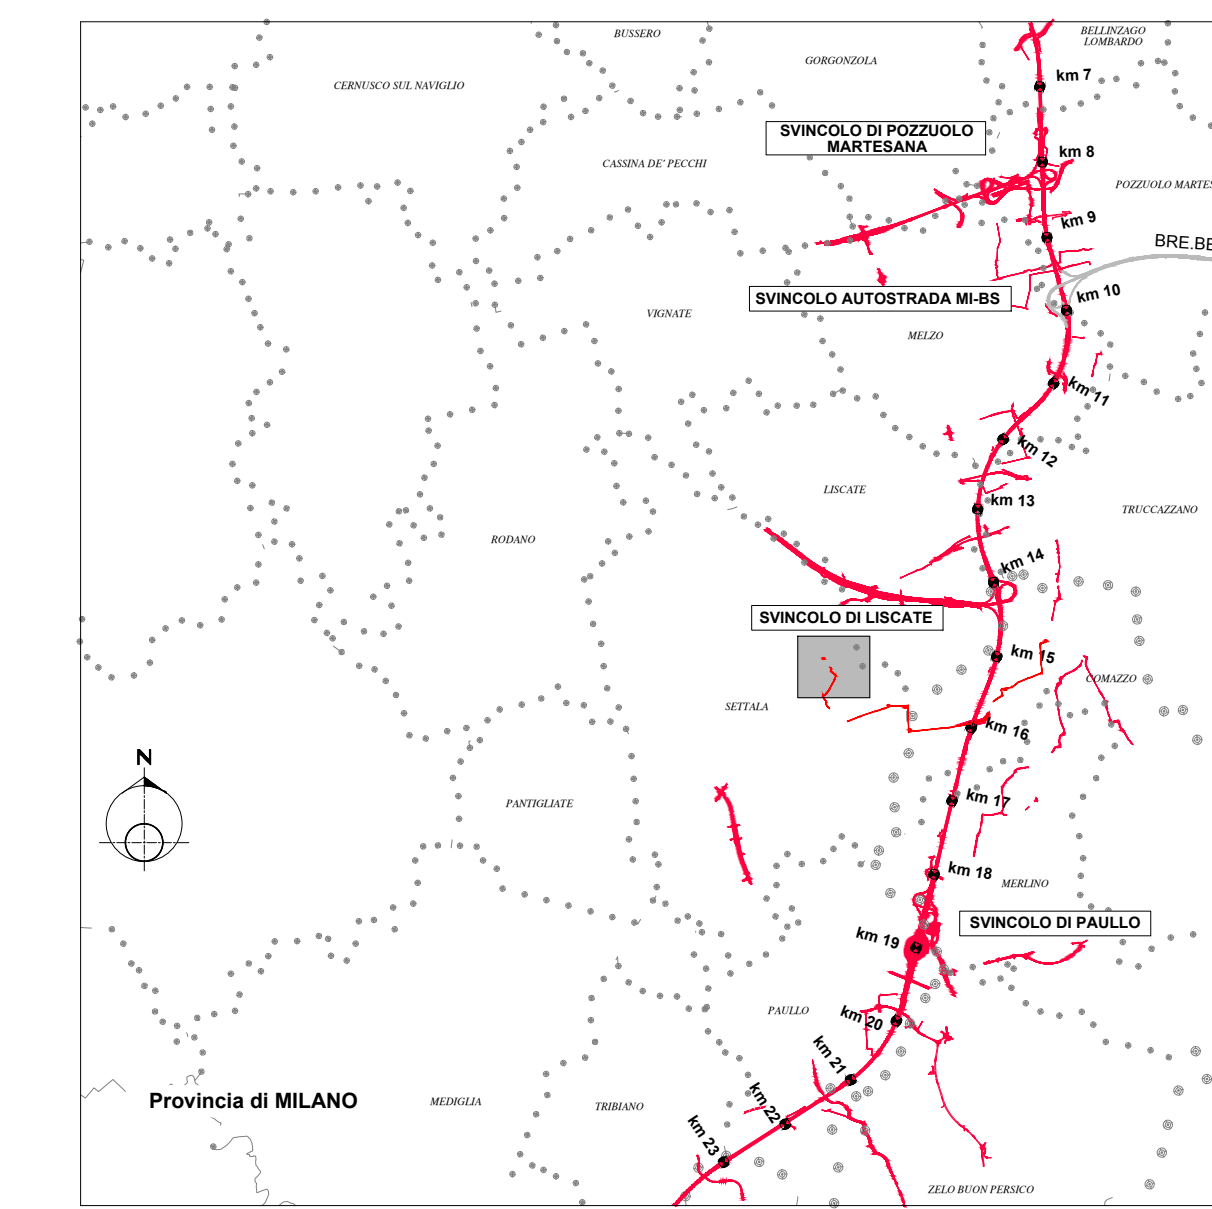 BUSSERO
BELLINZAGO
LOMBARDO
GORGONZOLA
CERNUSCO SUL NAVIGLIO
km 7
SVINCOLO DI POZZUOLO
MARTESANA
km 8
CASSINA DE' PECCHI
POZZUOLO MARTES
km 9
BRE.BE
km 10
SVINCOLO AUTOSTRADA MI-BS
VIGNATE
MELZO
km 11
km 12
LISCATE
km 13
TRUCCAZZANO
RODANO
km 14
SVINCOLO DI LISCATE
km 15
COMAZZO
SETTALA
km 16
N
PANTIGLIATE
km 17
km 18
MERLINO
SVINCOLO DI PAULLO
km 19
PAULLO
km 20
km 21
Provincia di MILANO
MEDIGLIA
TRIBIANO
km 22
km 23
ZELO BUON PERSICO